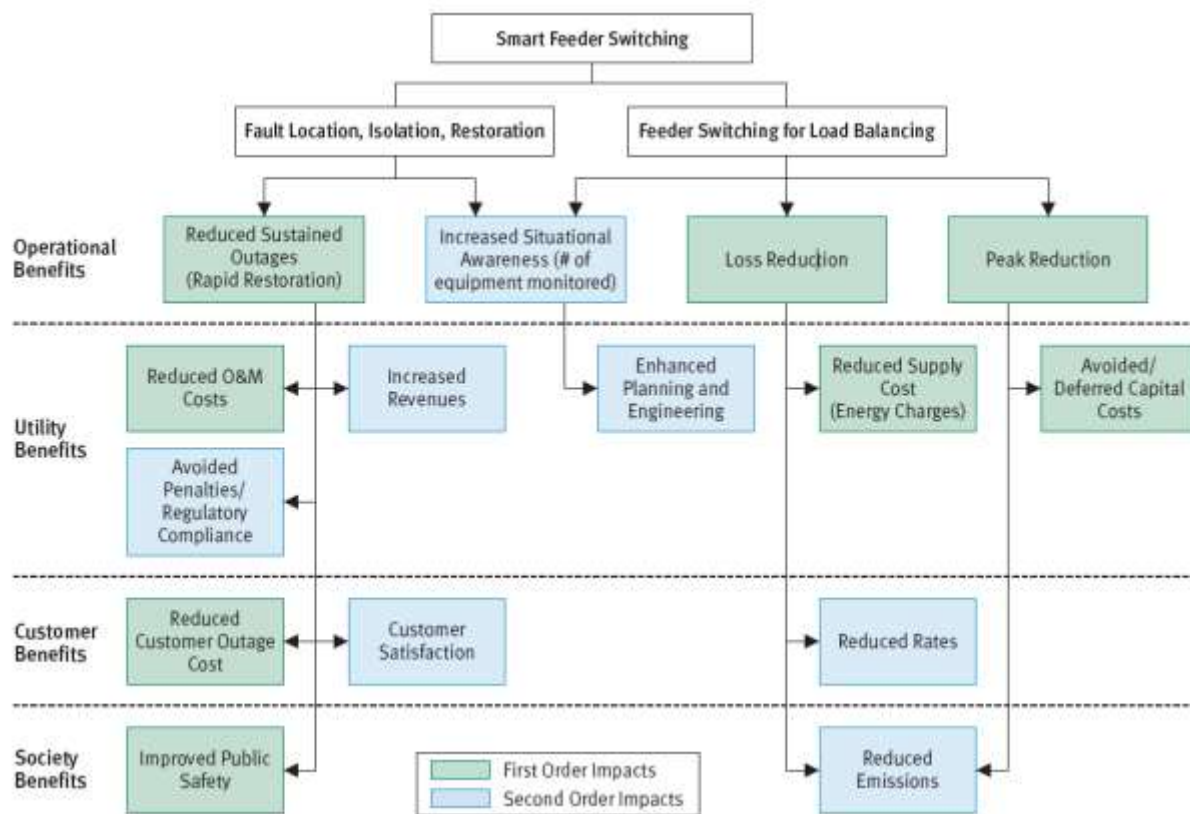 Smart Feeder Switching
Fault Location, Isolation, Restoration
Feeder Switching for Load Balancing
Operational
Benefits
Reduced Sustained
Outages
(Rapid Restoration)
Increased Situational
Awareness (# of
equipment monitored)
Loss Reduction
Peak Reduction
Utility
Benefits
Reduced O&M
Costs
Increased
Revenues
Enhanced
Planning and
Engineering
Reduced Supply
Cost
(Energy Charges)
Avoided/
Deferred Capital
Costs
Avoided
Penalties/
Regulatory
Compliance
Customer
Benefits
Reduced
Customer Outage
Cost
Customer
Satisfaction
Reduced Rates
Society
Benefits
Improved Public
Safety
Reduced
Emissions
First Order Impacts
Second Order Impacts